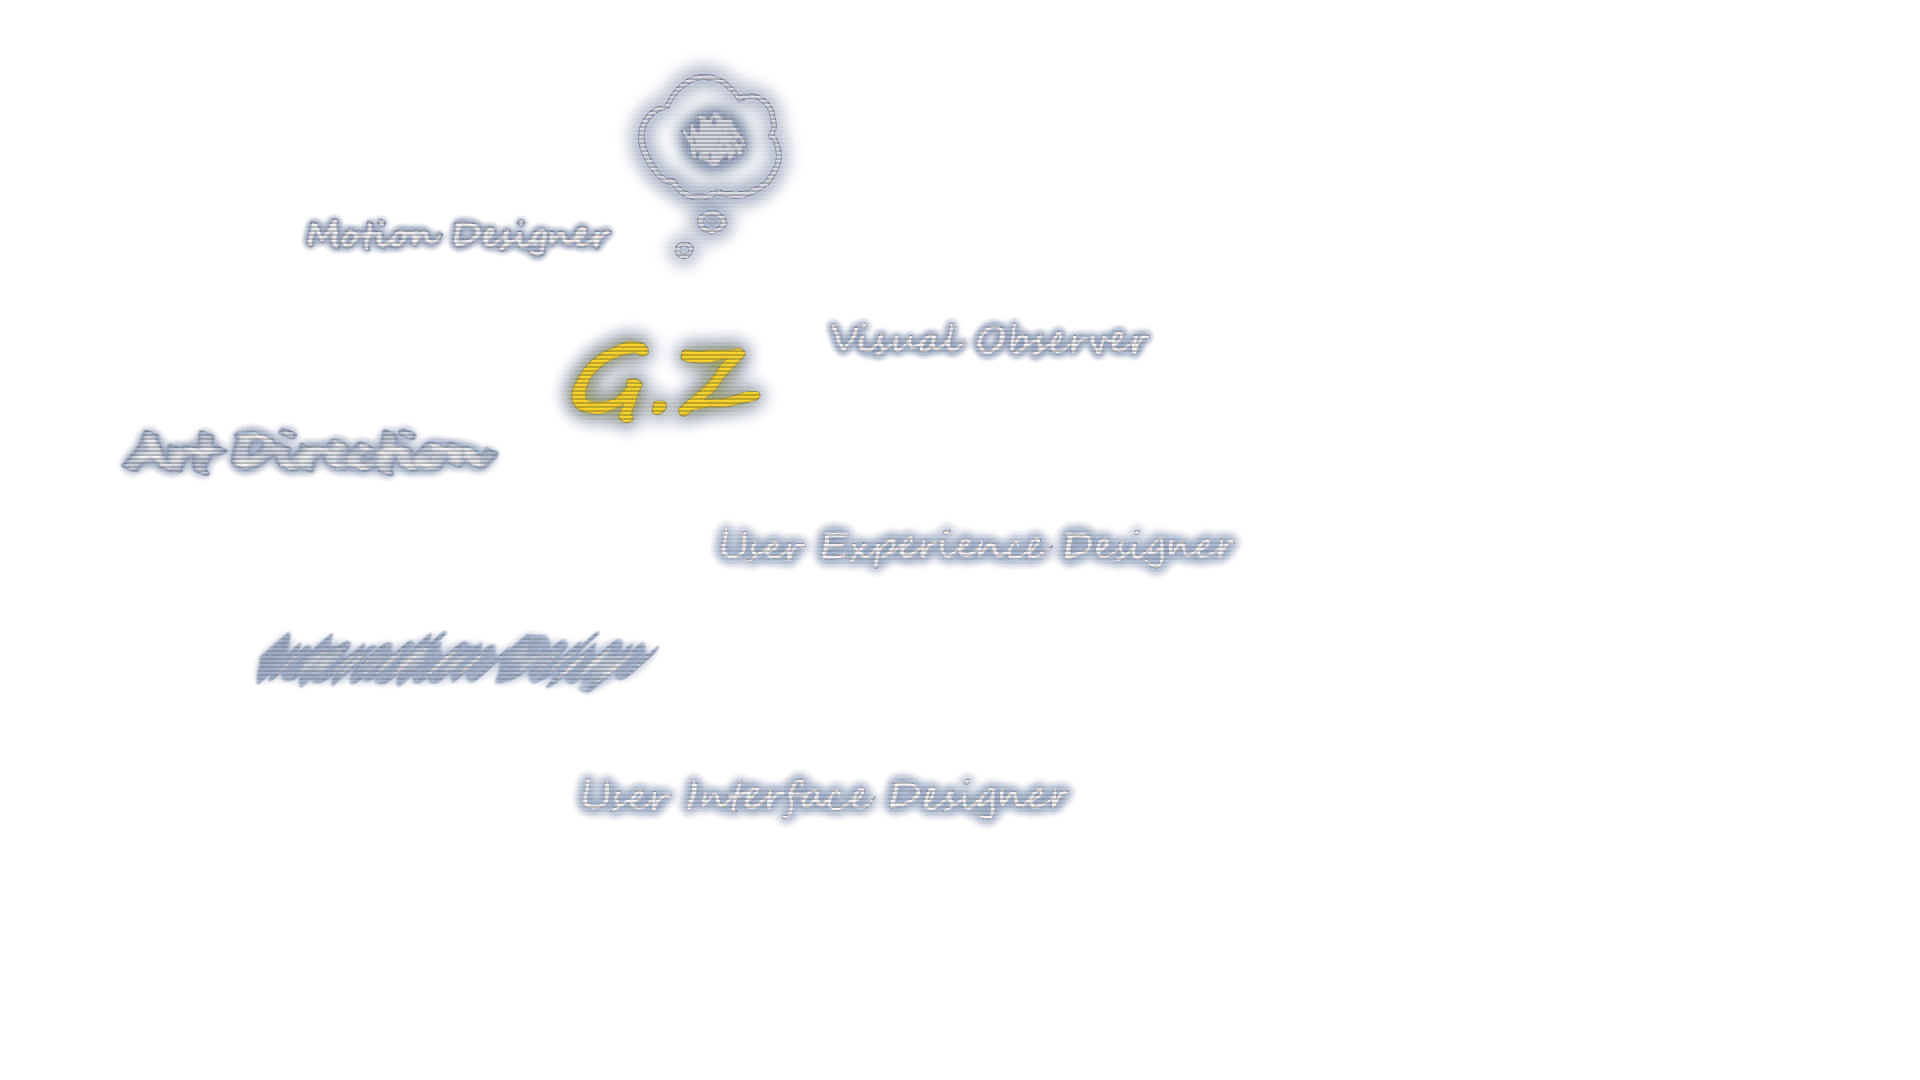 Motion Designer
Visual Observer
G.Z
Art Direction
User Experience Designer
Interaction Design
User Interface Designer